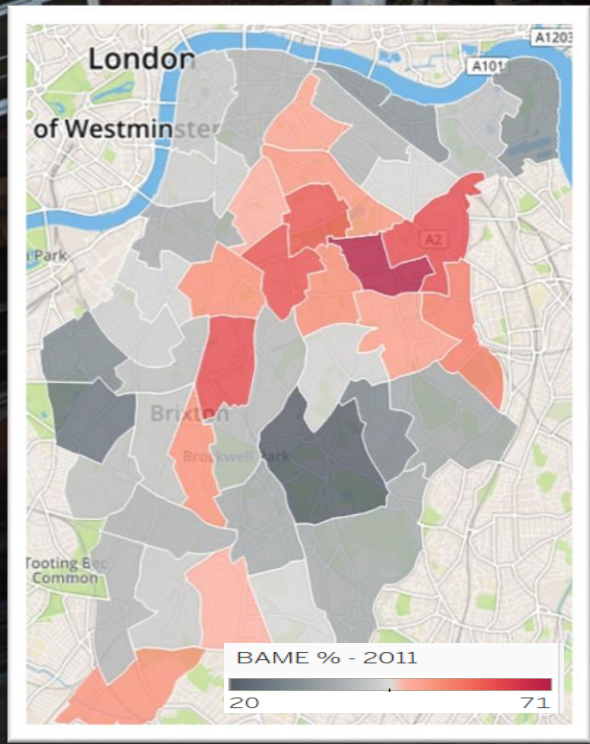 A1203
London
A101
of Westminster
A2
Park
Brixton
Brockwell Park
Tooting Bec
Common
BAME % - 2011
20 71